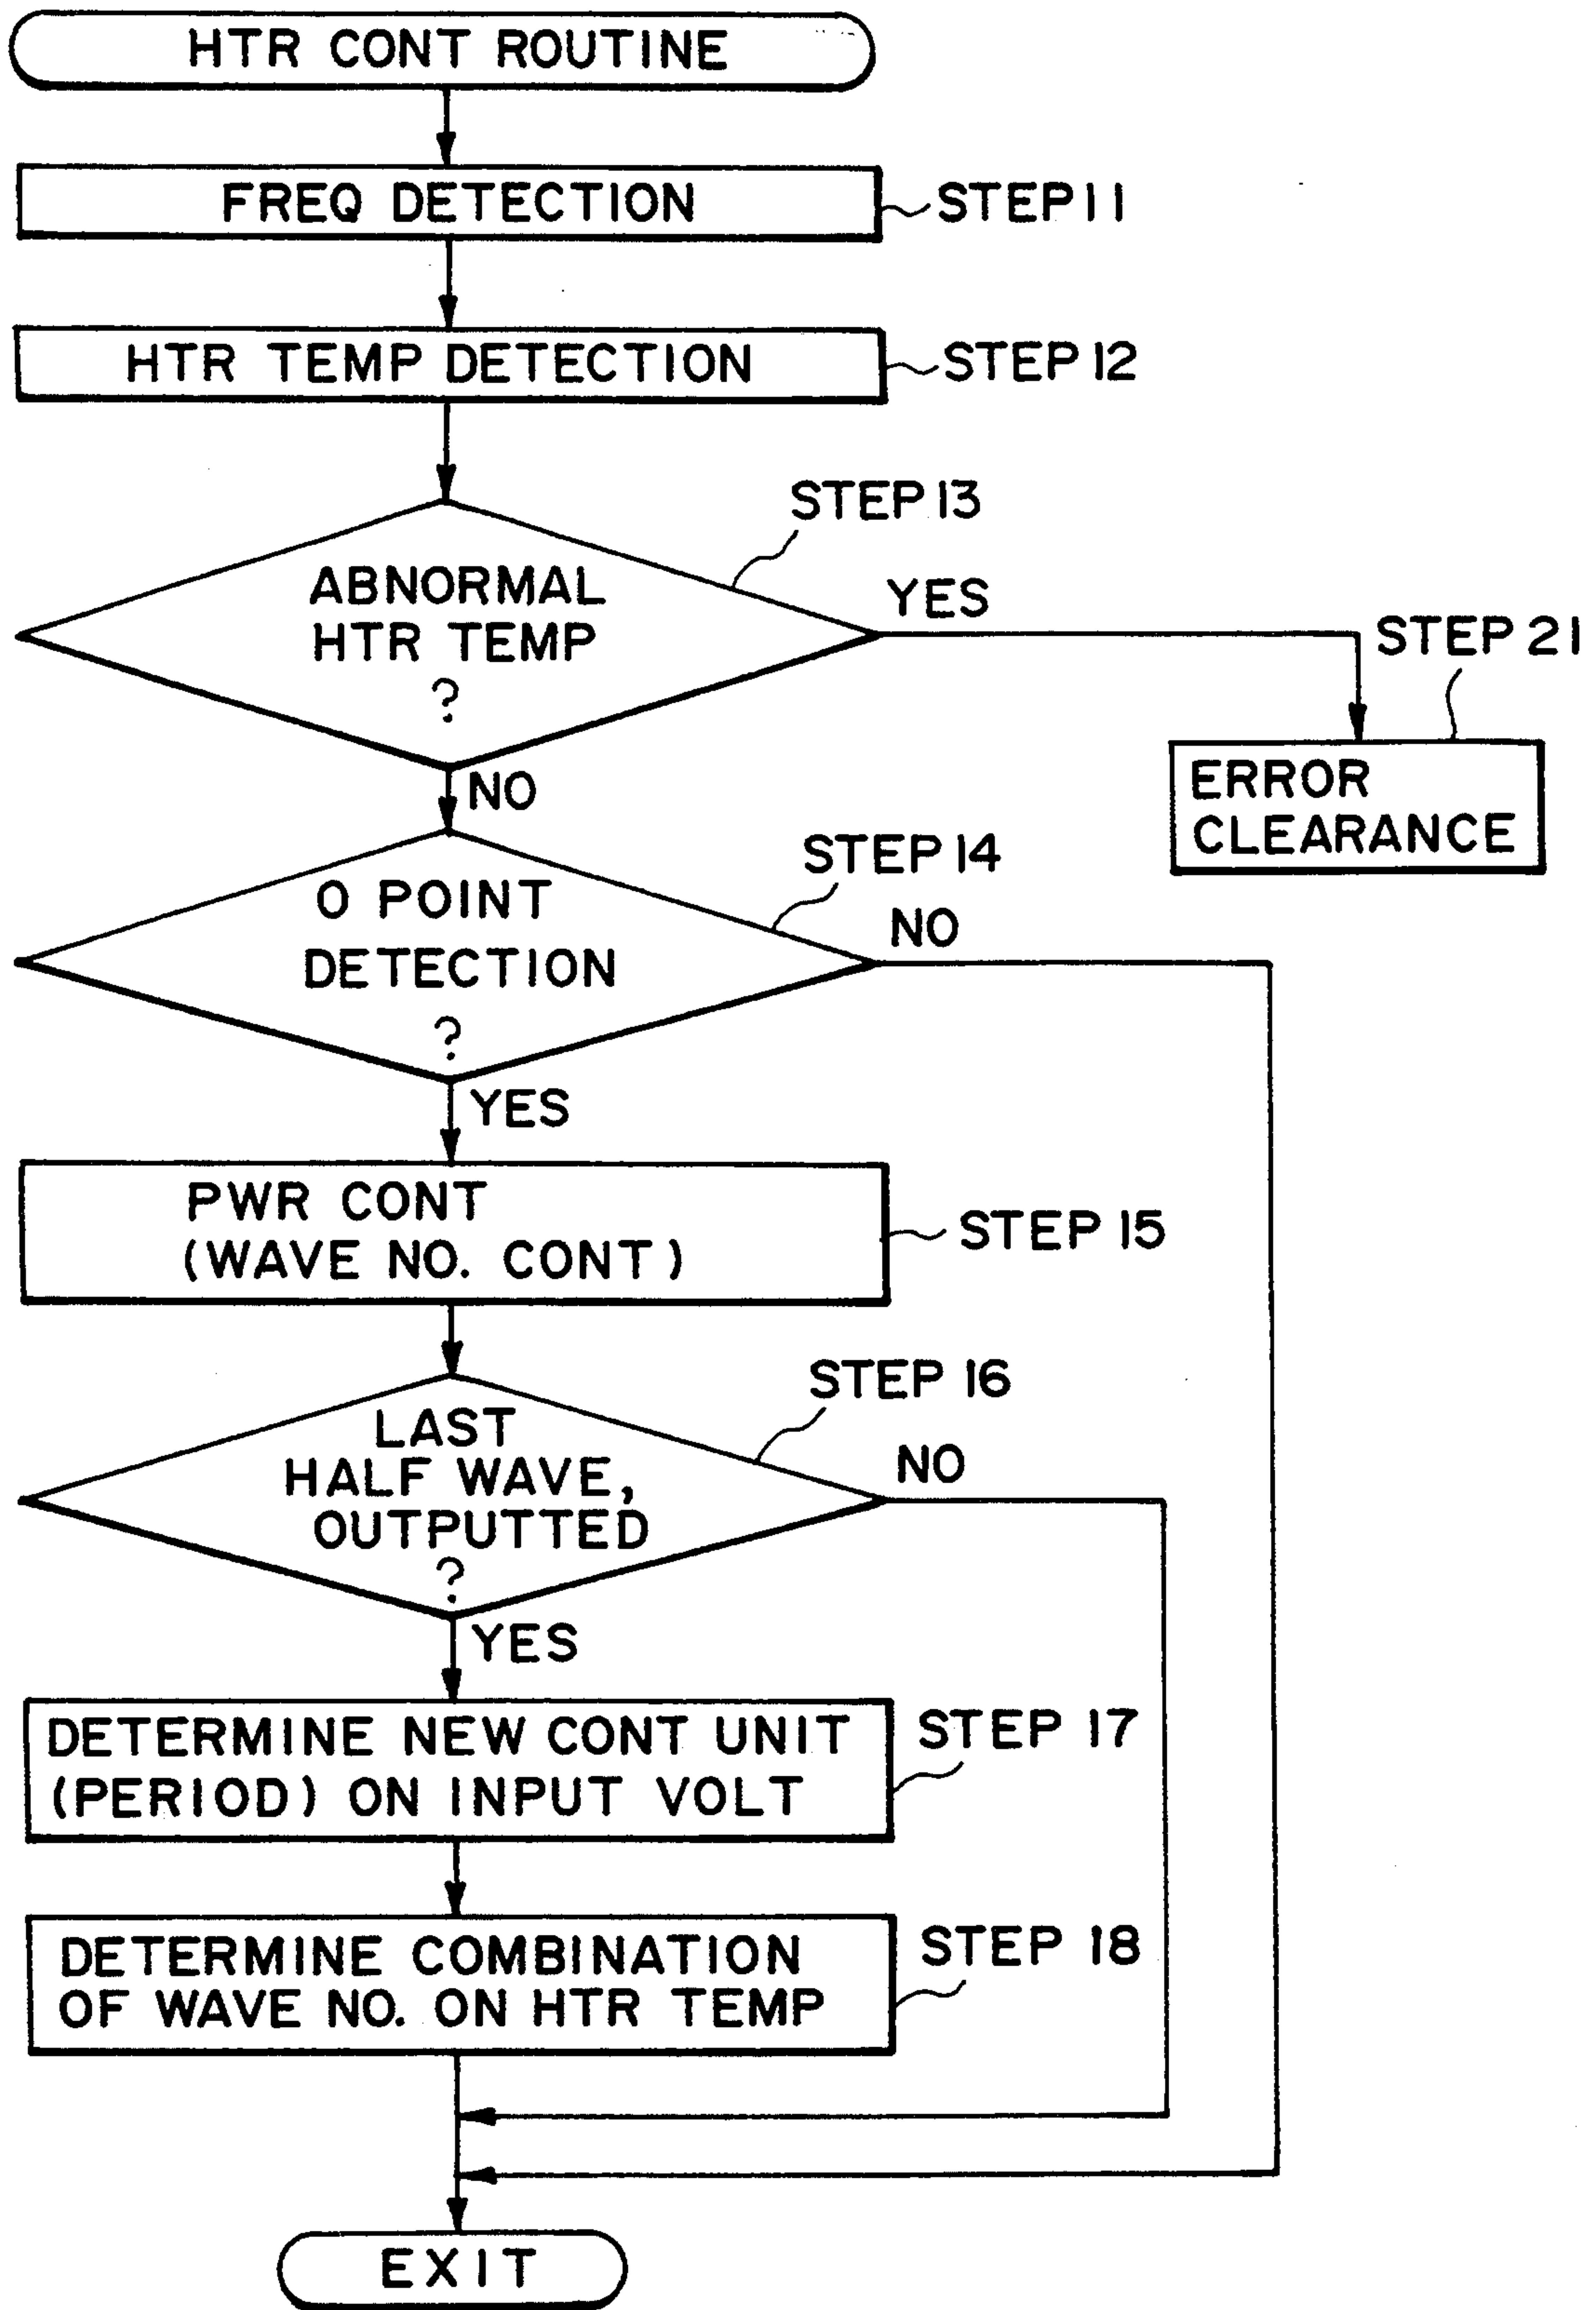 HTR CONT ROUTINE
FREQ DETECTION
STEP 11
HTR TEMP DETECTION
STEP 12
STEP 13
ABNORMAL
HTR TEMP
?
YES
STEP 21
ERROR
CLEARANCE
NO
STEP 14
0 POINT
DETECTION
?
NO
YES
PWR CONT
(WAVE NO. CONT)
STEP 15
STEP 16
LAST
HALF WAVE,
OUTPUTTED
?
NO
YES
DETERMINE NEW CONT UNIT
(PERIOD) ON INPUT VOLT
STEP 17
DETERMINE COMBINATION
OF WAVE NO. ON HTR TEMP
STEP 18
EXIT